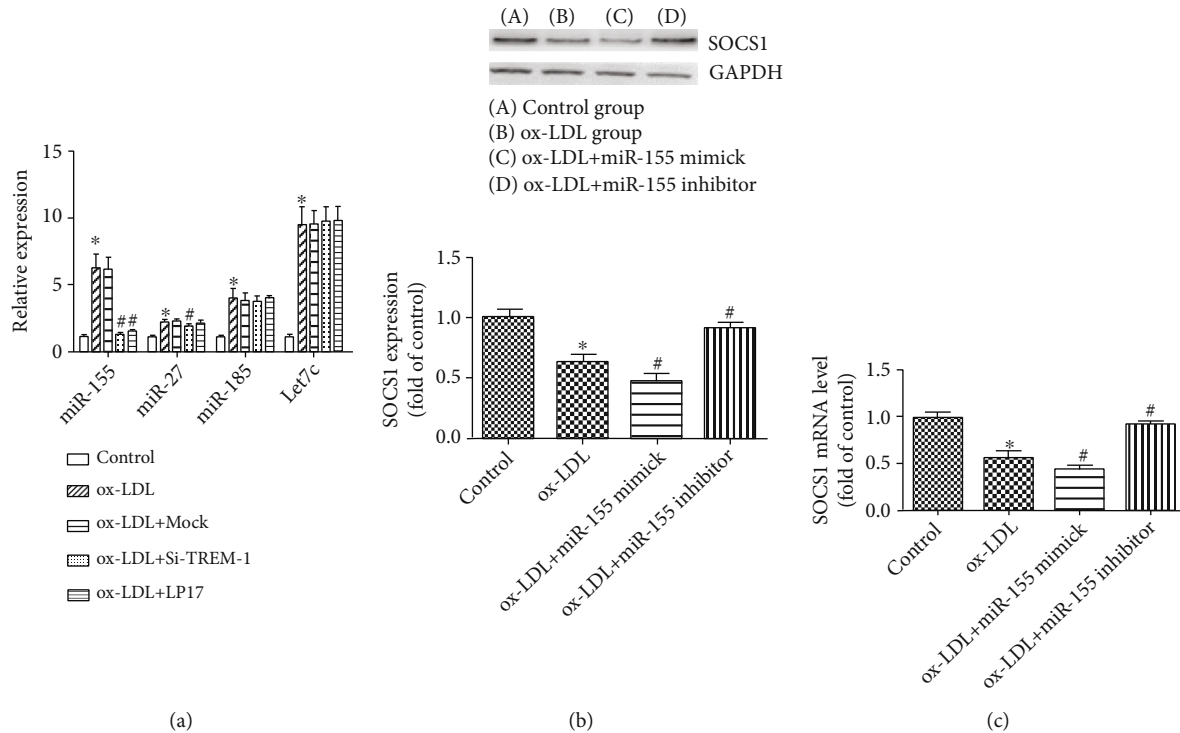 15
10
5
0
Relative expression
*
##
*
#
*
*
miR-155
miR-27
miR-185
Let7c
Control
ox-LDL
ox-LDL+Mock
ox-LDL+Si-TREM-1
ox-LDL+LP17
(a)
(A) (B) (C) (D)
SOCS1
GAPDH
(A) Control group
(B) ox-LDL group
(C) ox-LDL+miR-155 mimick
(D) ox-LDL+miR-155 inhibitor
1.5
1.0
0.5
0.0
SOCS1 expression
(fold of control)
*
#
#
Control
ox-LDL
ox-LDL+miR-155 mimick
ox-LDL+miR-155 inhibitor
(b)
1.5
1.0
0.5
0.0
SOCS1 mRNA level
(fold of control)
*
#
#
Control
ox-LDL
ox-LDL+miR-155 mimick
ox-LDL+miR-155 inhibitor
(c)